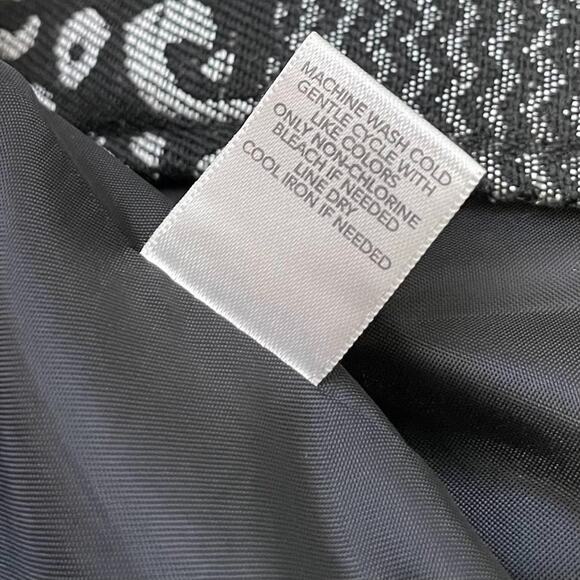 MACHINE WASH COLD
GENTLE CYCLE WITH
LIKE COLORS
ONLY NON-CHLORINE
BLEACH IF NEEDED
LINE DRY
COOL IRON IF NEEDED